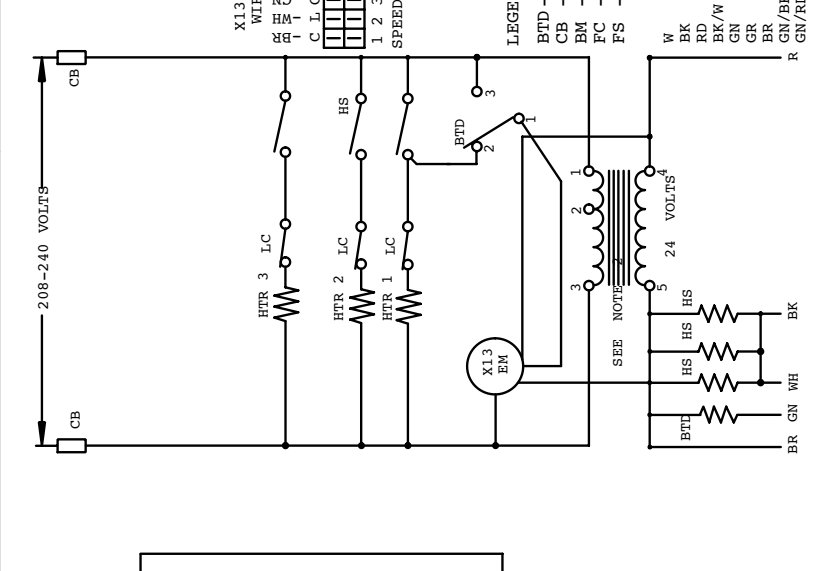 X13
-BR
-WH
C L
1 2 3
SPEED
BTD -
CB -
BM -
FC -
FS -
W
BK
RD
BK/W
GN
GR
BR
R
CB
208-240 VOLTS
CB
HS
BTD
3
2
1
LC
LC
LC
HTR 3
HTR 2
HTR 1
X13
EM
1
2
3
4
5
24 VOLTS
SEE NOTE 2
HS
HS
HS
BTD
BK
WH
GN
BR